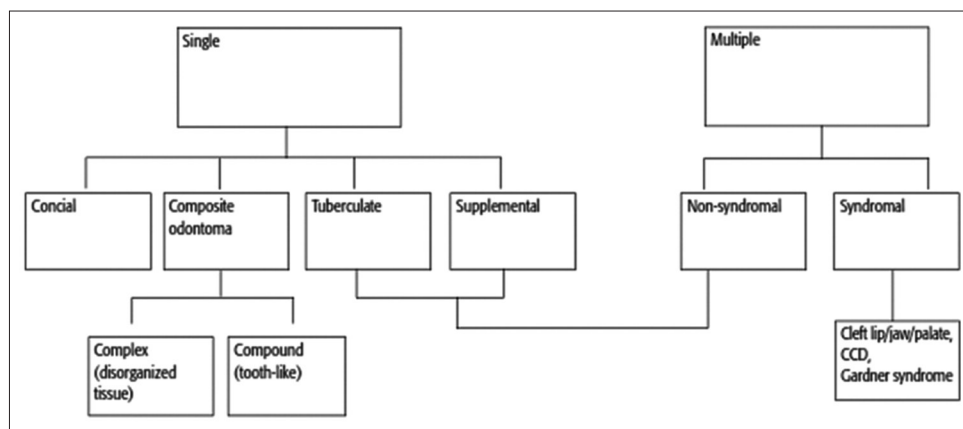 Single
Multiple
Concial
Composite
odontoma
Tuberculate
Supplemental
Non-syndromal
Syndromal
Complex
(disorganized
tissue)
Compound
(tooth-like)
Cleft lip/jaw/palate,
CCD,
Gardner syndrome